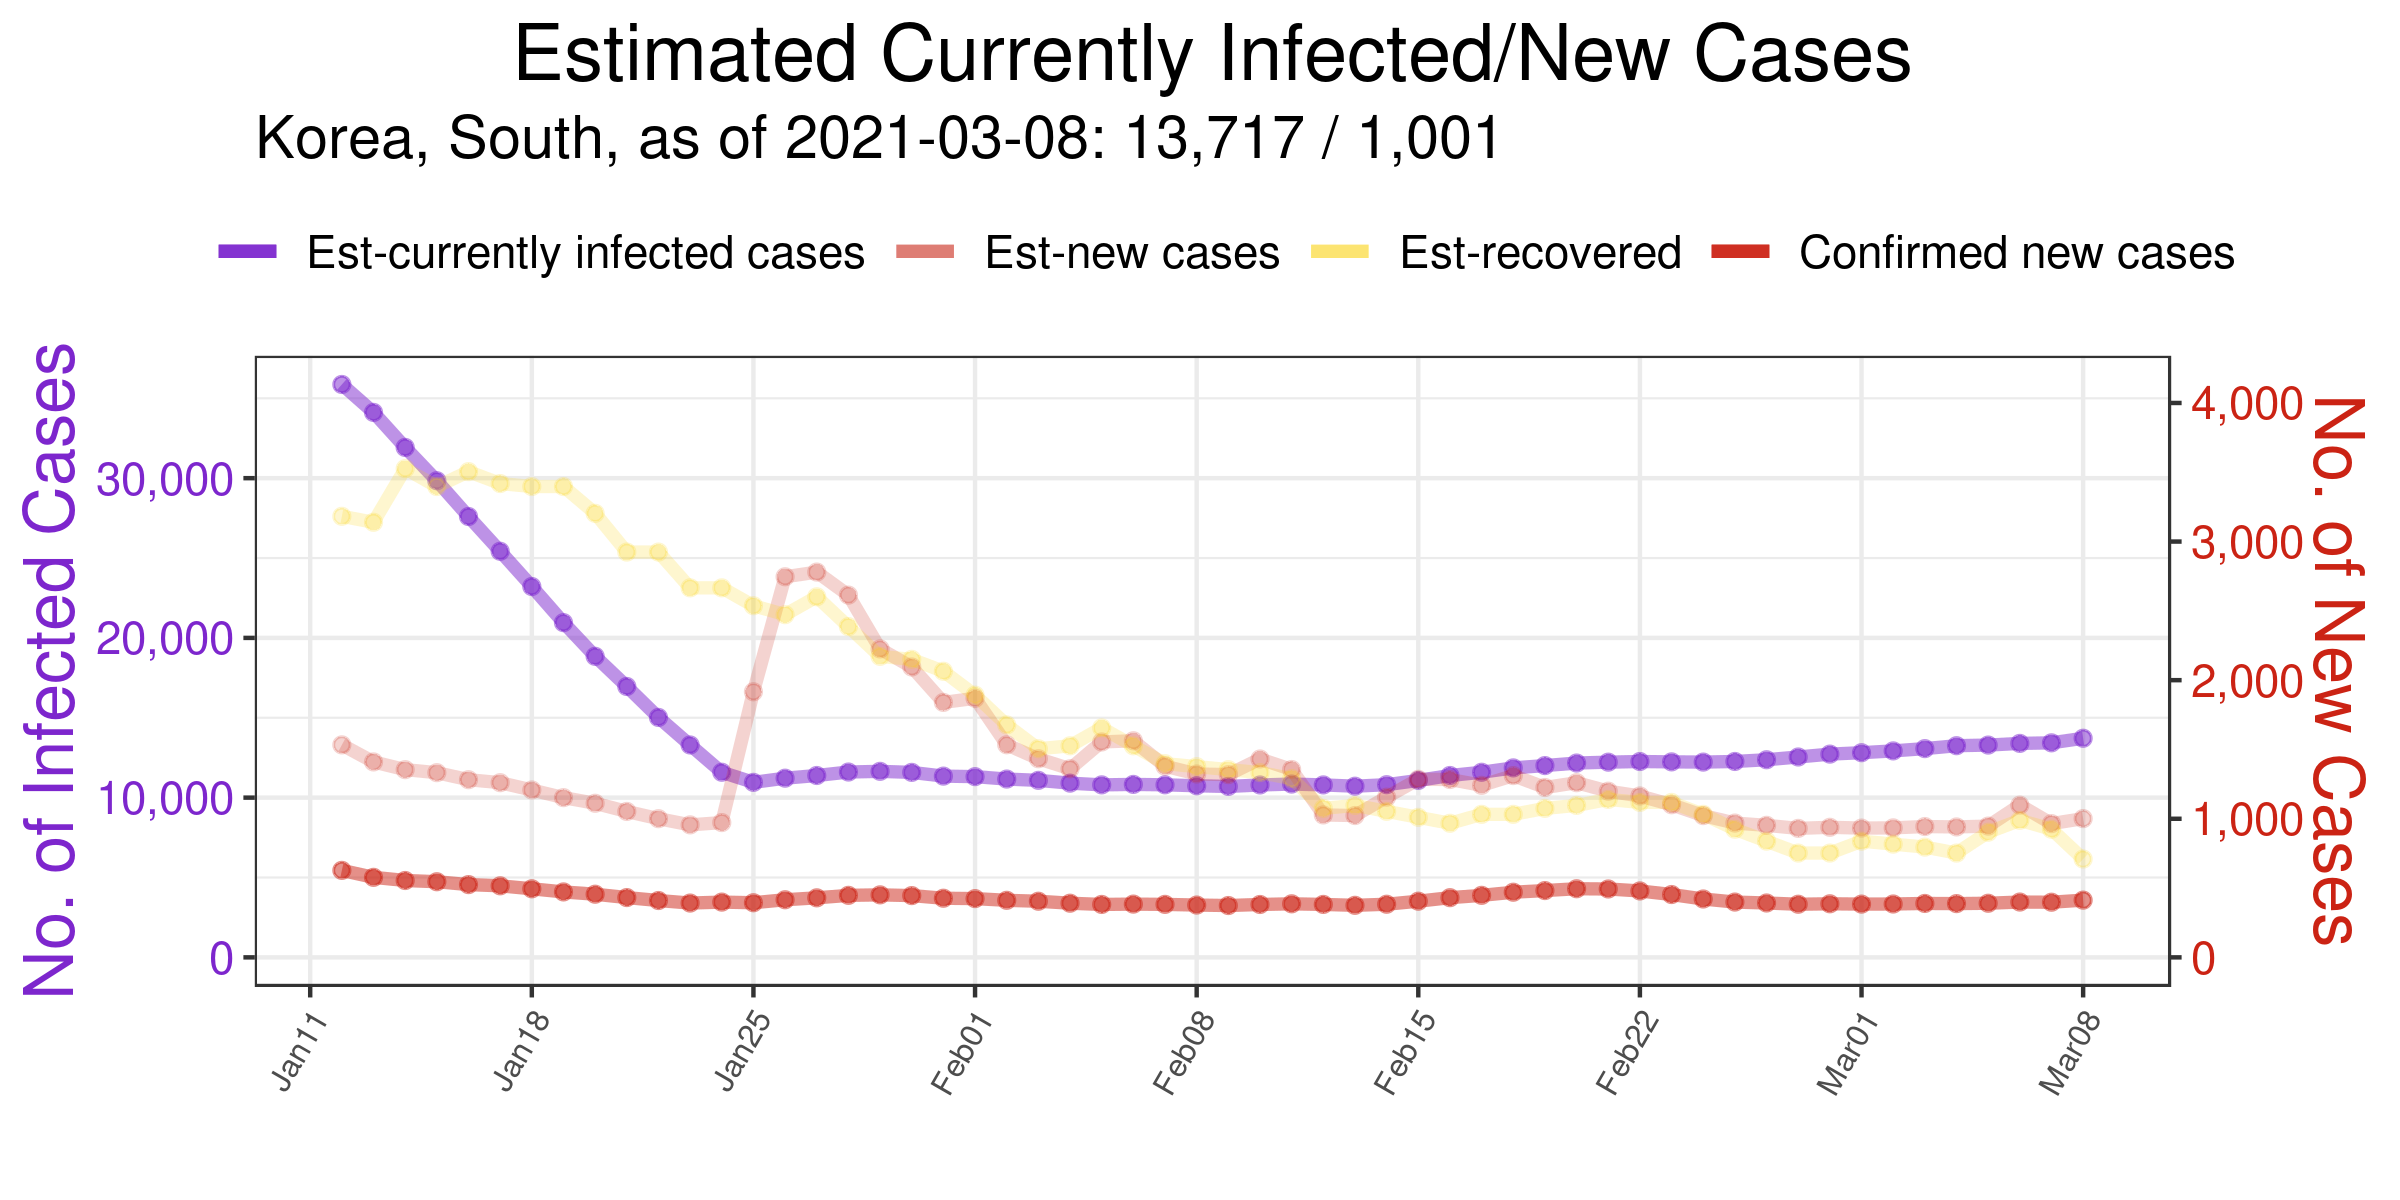 Estimated Currently Infected/New Cases
Korea, South, as of 2021-03-08: 13,717 / 1,001
Est-currently infected cases Est-new cases Est-recovered Confirmed new cases
No. of Infected Cases
30,000
20,000
10,000
0
4,000
3,000
2,000
1,000
0
No. of New Cases
Jan11 Jan18 Jan25 Feb01 Feb08 Feb15 Feb22 Mar01 Mar08